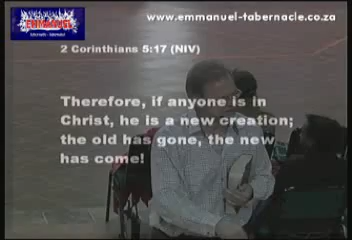 www.emmanuel-tabernacle.co.za
EMMANUEL
2 Corinthians 5:17 (NIV)
Therefore, if anyone is in
Christ, he is a new creation;
the old has gone, the new
has come!